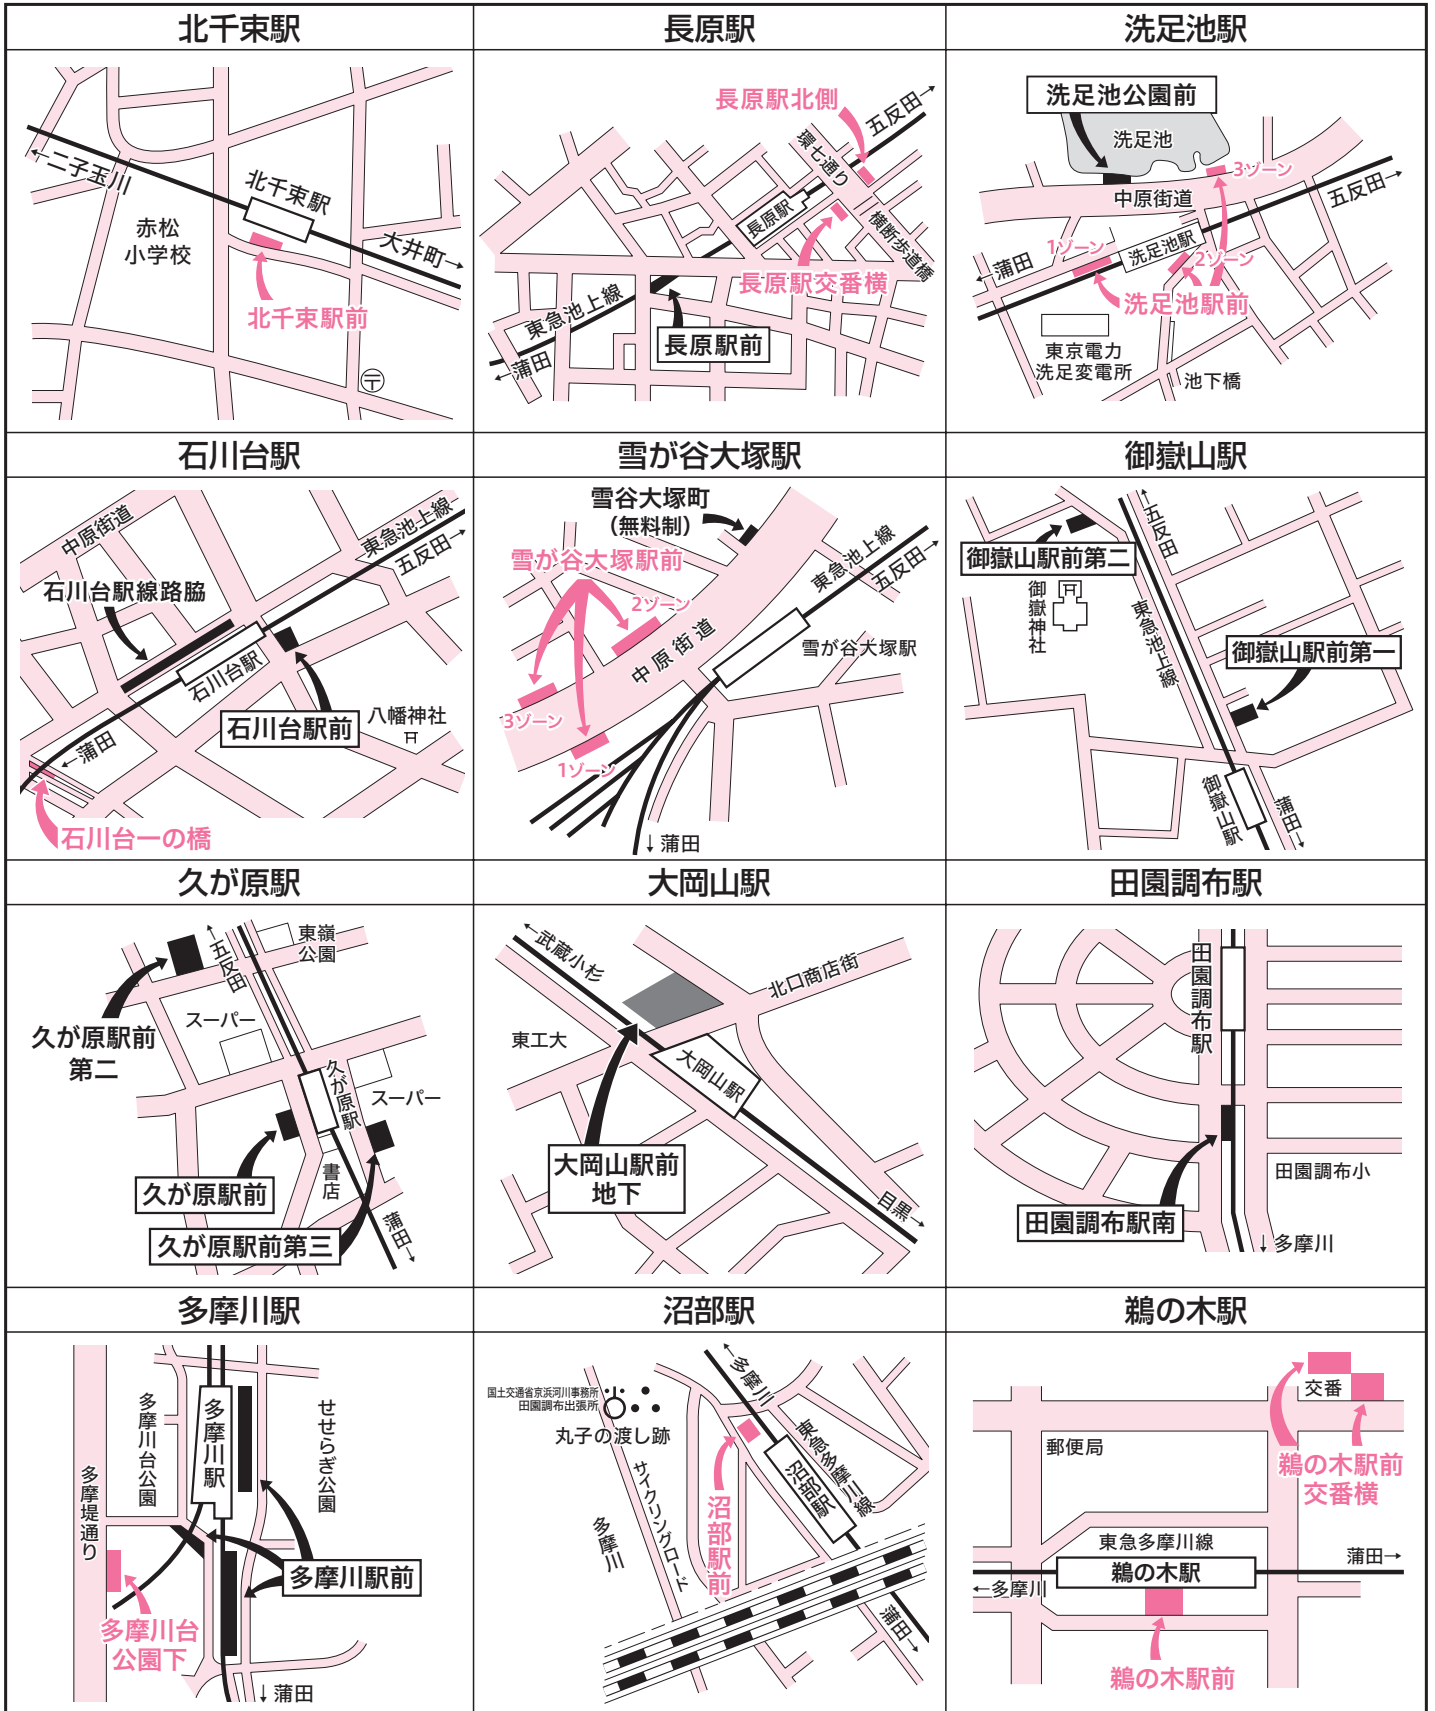 北千束駅
二子玉川
北千束駅
赤松
小学校
大井町
北千束駅前
〒
長原駅
長原駅北側
五反田
環七通り
長原駅
横断歩道橋
長原駅交番横
東急池上線
長原駅前
蒲田
洗足池駅
洗足池公園前
洗足池
3ゾーン
五反田
中原街道
1ゾーン
洗足池駅
2ゾーン
蒲田
洗足池駅前
東京電力
洗足変電所
池下橋
石川台駅
中原街道
東急池上線
五反田
石川台駅線路脇
石川台駅
石川台駅前
八幡神社
蒲田
石川台一の橋
雪が谷大塚駅
雪谷大塚町
（無料制）
雪が谷大塚駅前
東急池上線
五反田
2ゾーン
中原街道
雪が谷大塚駅
3ゾーン
1ゾーン
蒲田
御嶽山駅
五反田
御嶽山駅前第二
御嶽神社
東急池上線
御嶽山駅前第一
御嶽山駅
蒲田
久が原駅
五反田
東嶺
公園
スーパー
久が原駅前
第二
久が原駅
スーパー
久が原駅前
書店
久が原駅前第三
蒲田
大岡山駅
武蔵小杉
北口商店街
東工大
大岡山駅
大岡山駅前
地下
目黒
田園調布駅
田園調布駅
田園調布小
田園調布駅南
多摩川
多摩川駅
多摩川台公園
多摩川駅
せせらぎ公園
多摩堤通り
多摩川駅前
多摩川台
公園下
蒲田
沼部駅
多摩川
国土交通省京浜河川事務所
田園調布出張所
丸子の渡し跡
サイクリングロード
多摩川
沼部駅前
東急多摩川線
沼部駅
蒲田
鵜の木駅
交番
郵便局
鵜の木駅前
交番横
東急多摩川線
鵜の木駅
蒲田
多摩川
鵜の木駅前